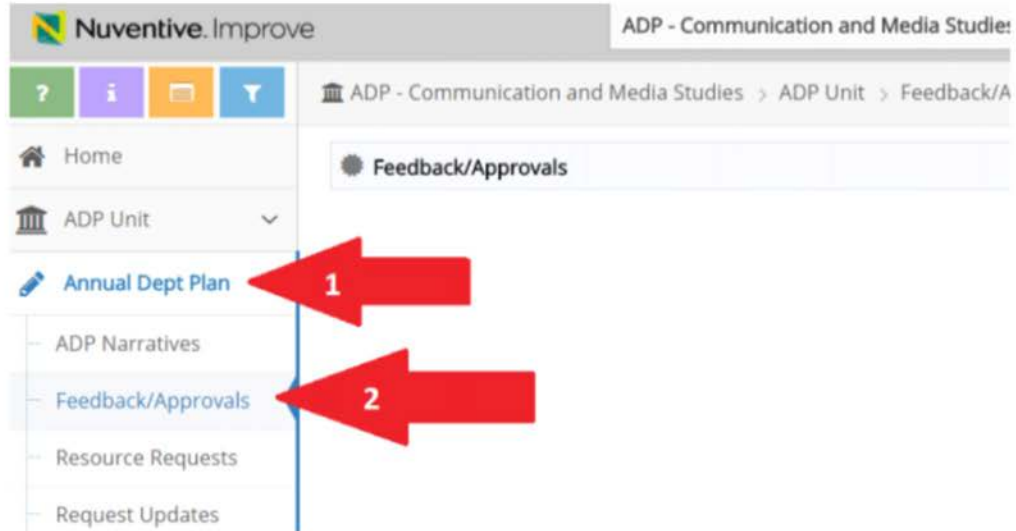 Nuventive. Improve
ADP - Communication and Media Studies
? i
ADP - Communication and Media Studies > ADP Unit > Feedback/A
Home
Feedback/Approvals
ADP Unit
Annual Dept Plan
1
ADP Narratives
Feedback/Approvals
2
Resource Requests
Request Updates